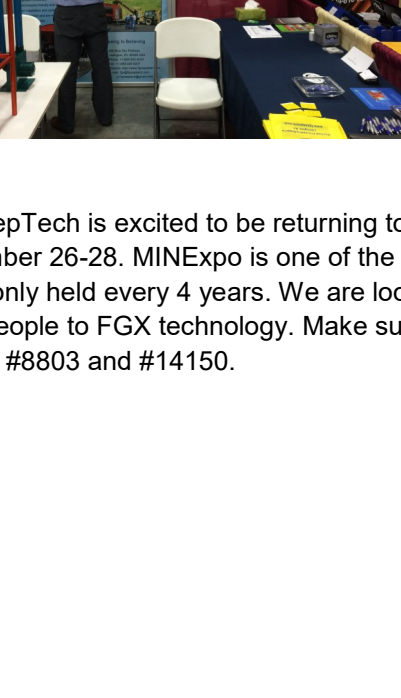 epTech is excited to be returning to
ber 26-28. MINExpo is one of the
only held every 4 years. We are loo
eople to FGX technology. Make su
#8803 and #14150.